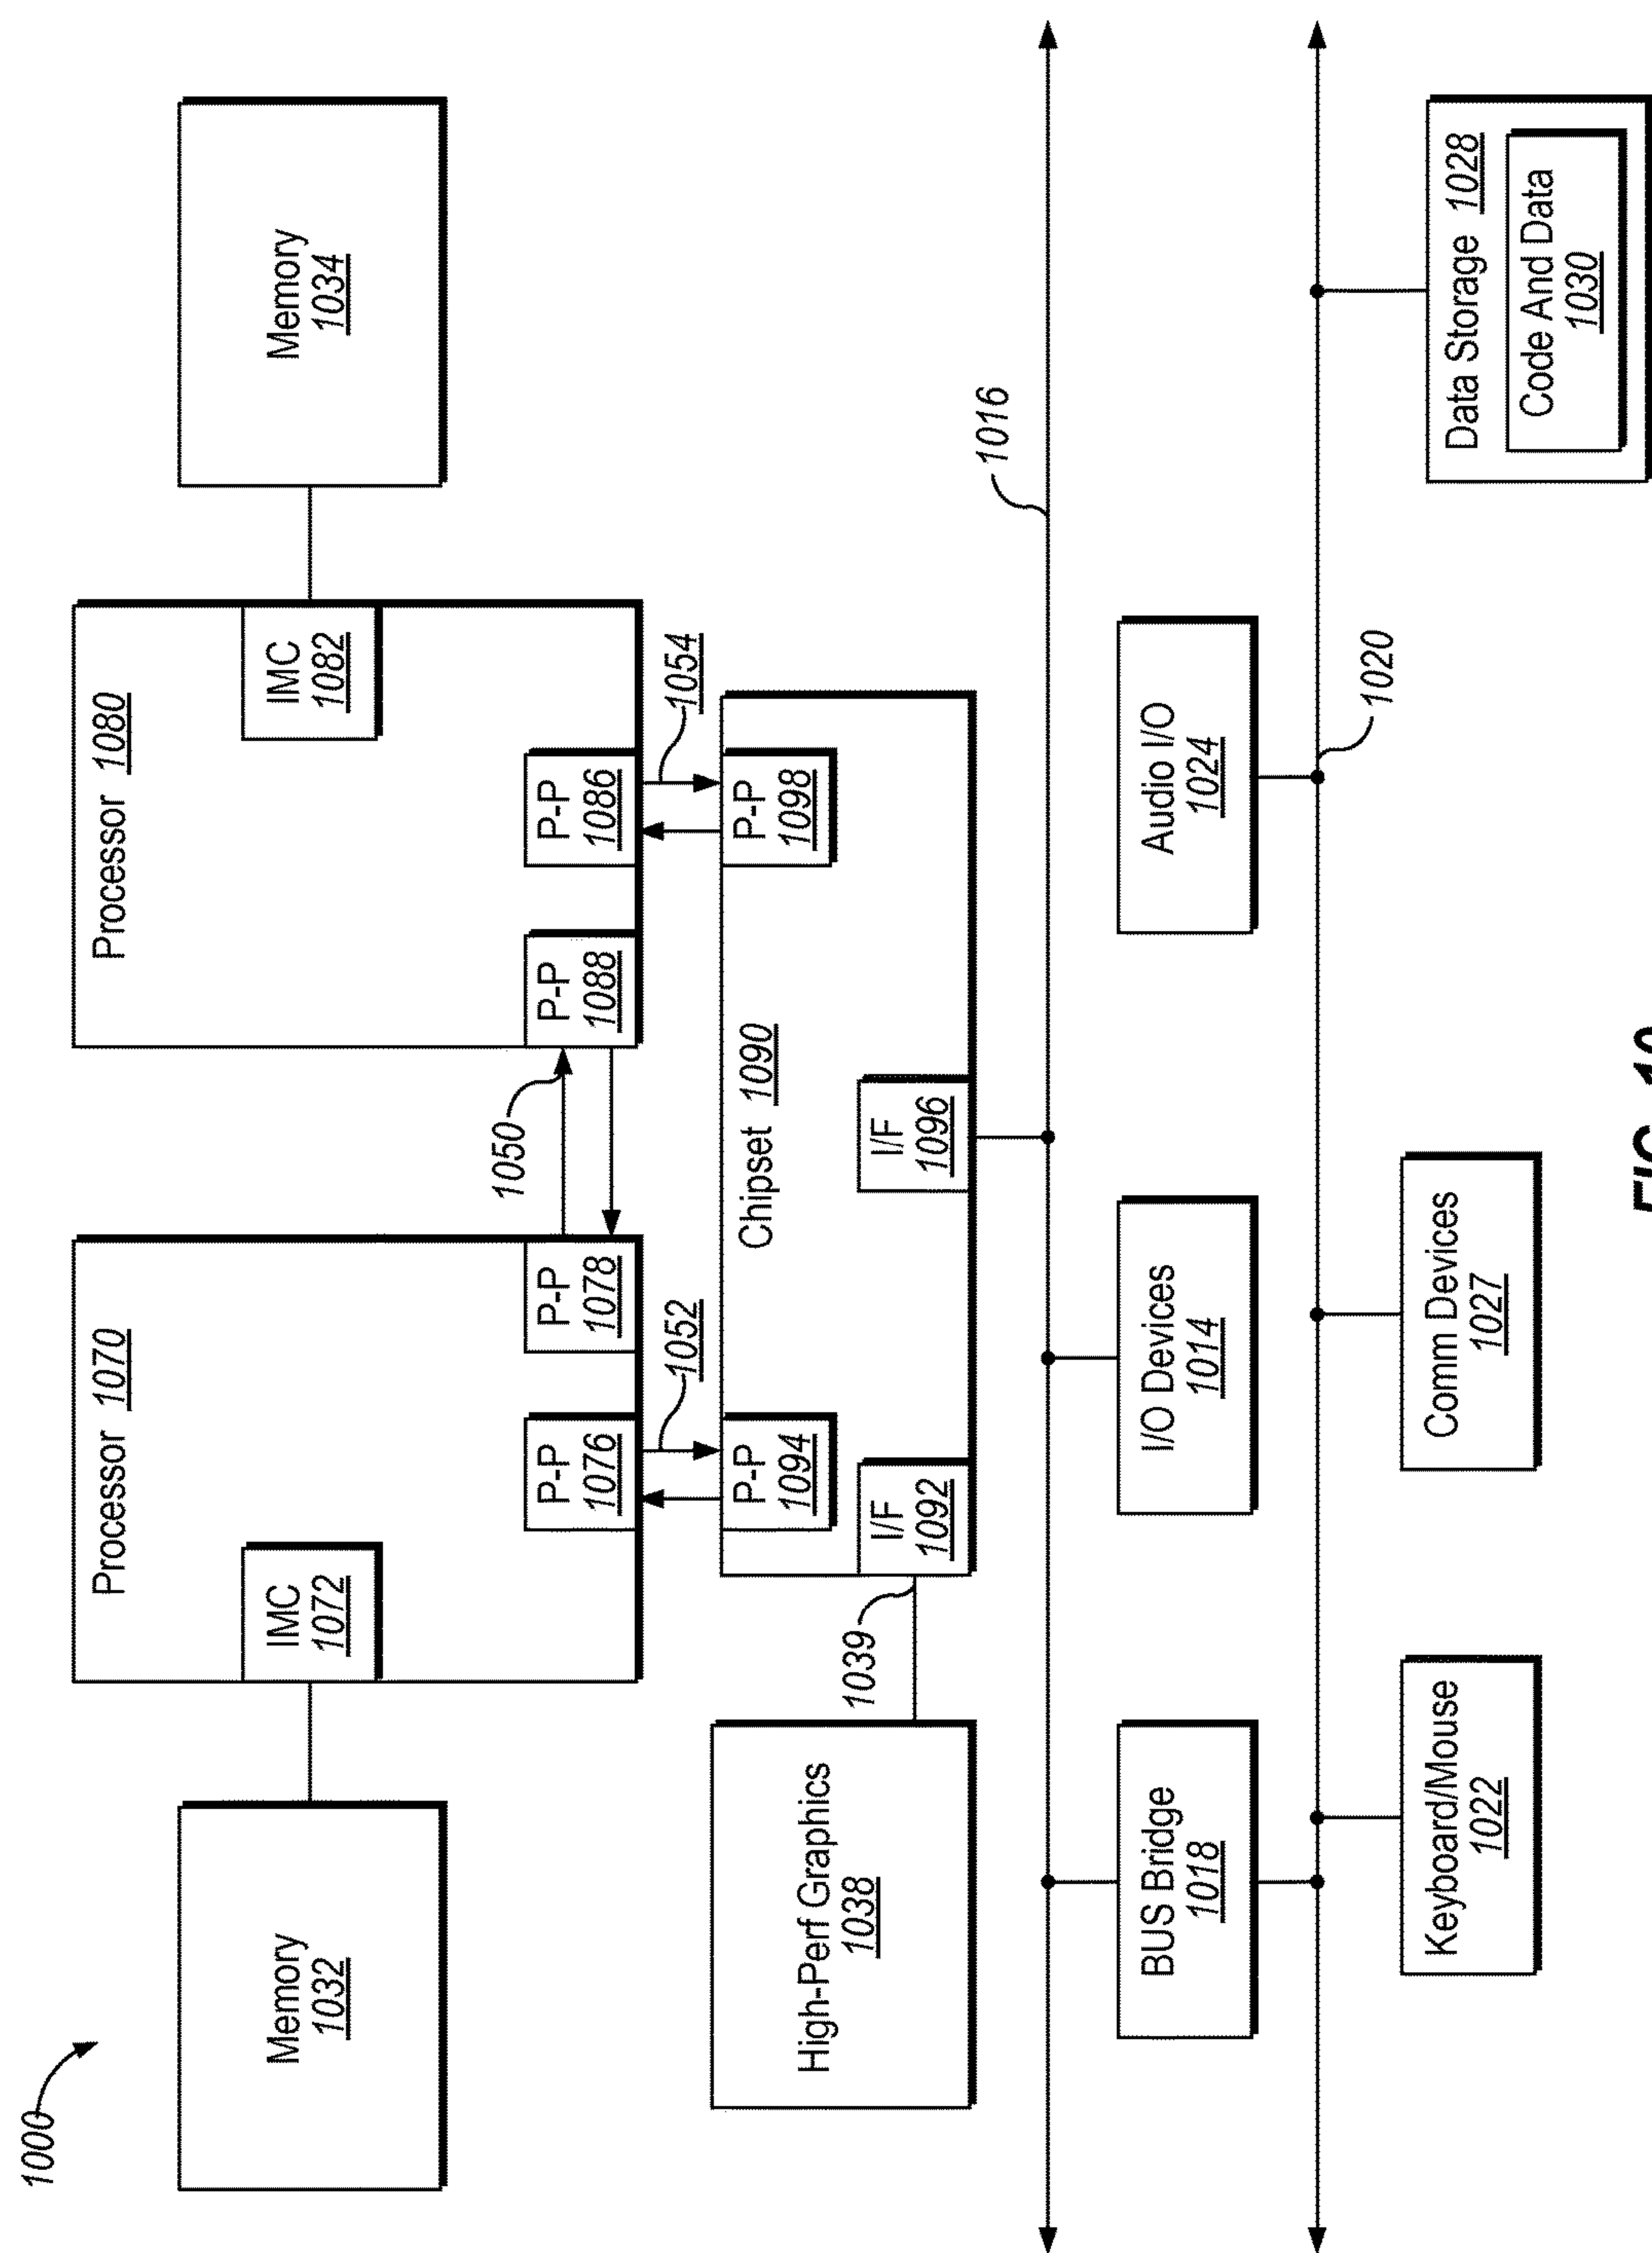 1000
Processor 1070
Processor 1080
Memory
1032
IMC
1072
IMC
1082
Memory
1034
1050
P-P
1076
P-P
1078
P-P
1088
P-P
1086
1052
1054
High-Perf Graphics
1038
1039
P-P
1094
Chipset 1090
P-P
1098
I/F
1092
I/F
1096
1016
BUS Bridge
1018
I/O Devices
1014
Audio I/O
1024
1020
Keyboard/Mouse
1022
Comm Devices
1027
Data Storage 1028
Code And Data
1030
FIG. 10